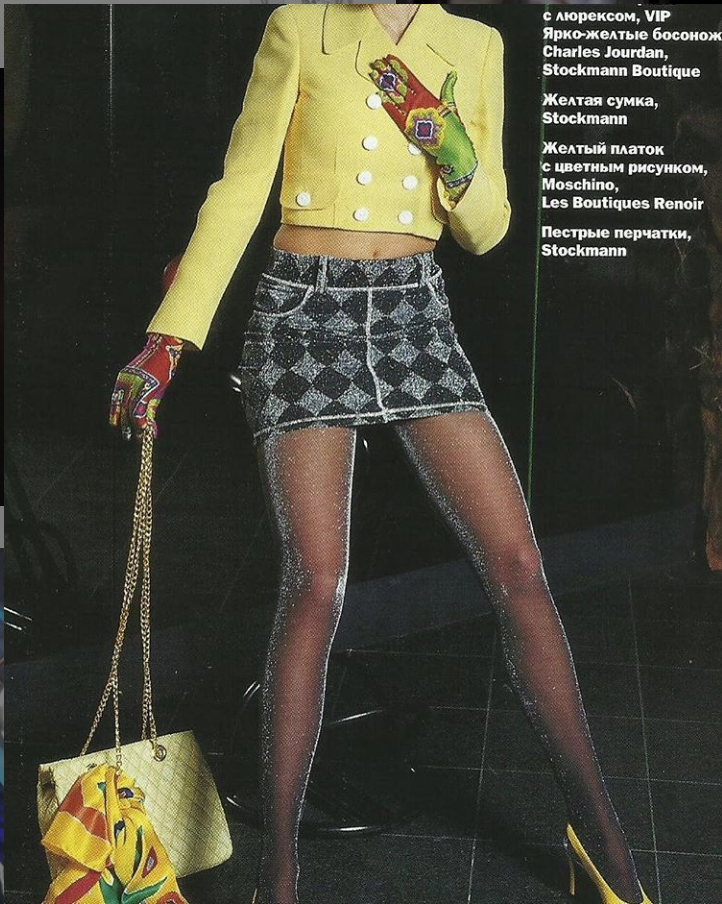 с люрексом, VIP
Ярко-желтые босонож
Charles Jourdan,
Stockmann Boutique
Желтая сумка,
Stockmann
Желтый платок
с цветным рисунком,
Moschino,
Les Boutiques Renoir
Пестрые перчатки,
Stockmann